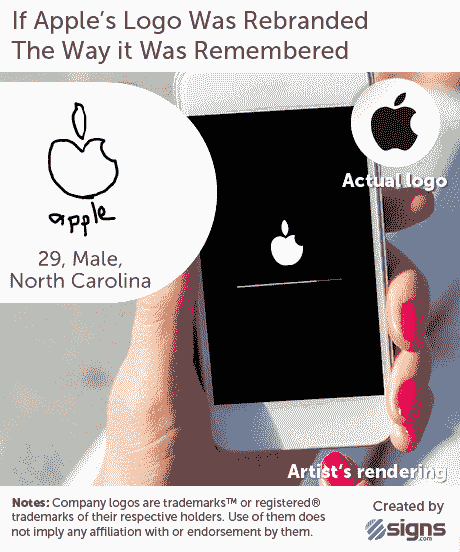 If Apple's Logo Was Rebranded
The Way it Was Remembered
Actual logo
apple
29, Male,
North Carolina
Artist's rendering
Notes: Company logos are trademarks™ or registered®
trademarks of their respective holders. Use of them does
not imply any affiliation with or endorsement by them.
Created by
signs
.com